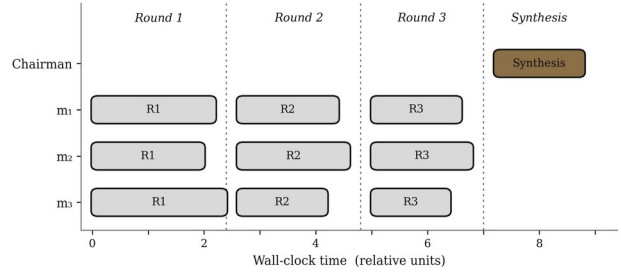 Round 1 Round 2 Round 3 Synthesis
Chairman Synthesis
m₁ R1 R2 R3
m₂ R1 R2 R3
m₃ R1 R2 R3
0 2 4 6 8
Wall-clock time (relative units)